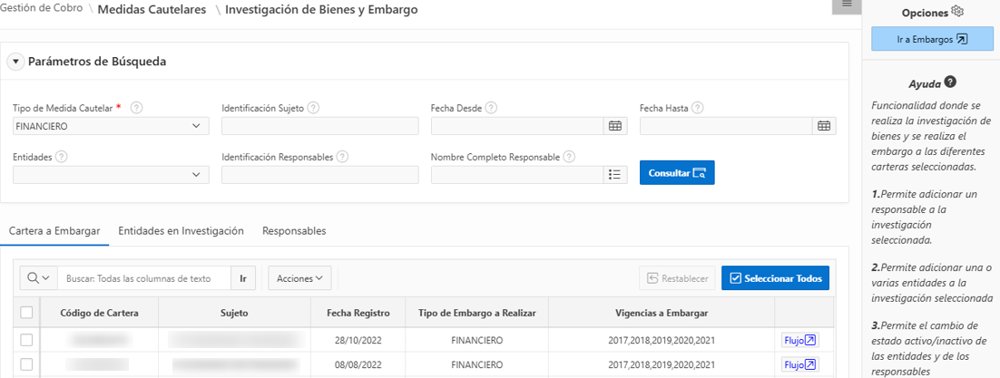 Gestión de Cobro \ Medidas Cautelares \ Investigación de Bienes y Embargo
Parámetros de Búsqueda
Tipo de Medida Cautelar * ? Identificación Sujeto ? Fecha Desde ? Fecha Hasta ?
FINANCIERO
Entidades ? Identificación Responsables ? Nombre Completo Responsable ?
Consultar
Cartera a Embargar Entidades en Investigación Responsables
Buscar: Todas las columnas de texto Ir Acciones Restablecer Seleccionar Todos
Código de Cartera Sujeto Fecha Registro Tipo de Embargo a Realizar Vigencias a Embargar
28/10/2022 FINANCIERO 2017,2018,2019,2020,2021 Flujo
08/08/2022 FINANCIERO 2017,2018,2019,2020,2021 Flujo
Opciones
Ir a Embargos
Ayuda ?
Funcionalidad donde se
realiza la investigación de
bienes y se realiza el
embargo a las diferentes
carteras seleccionadas.
1.Permite adicionar un
responsable a la
investigación
seleccionada.
2.Permite adicionar una o
varias entidades a la
investigación seleccionada
3.Permite el cambio de
estado activo/inactivo de
las entidades y de los
responsables